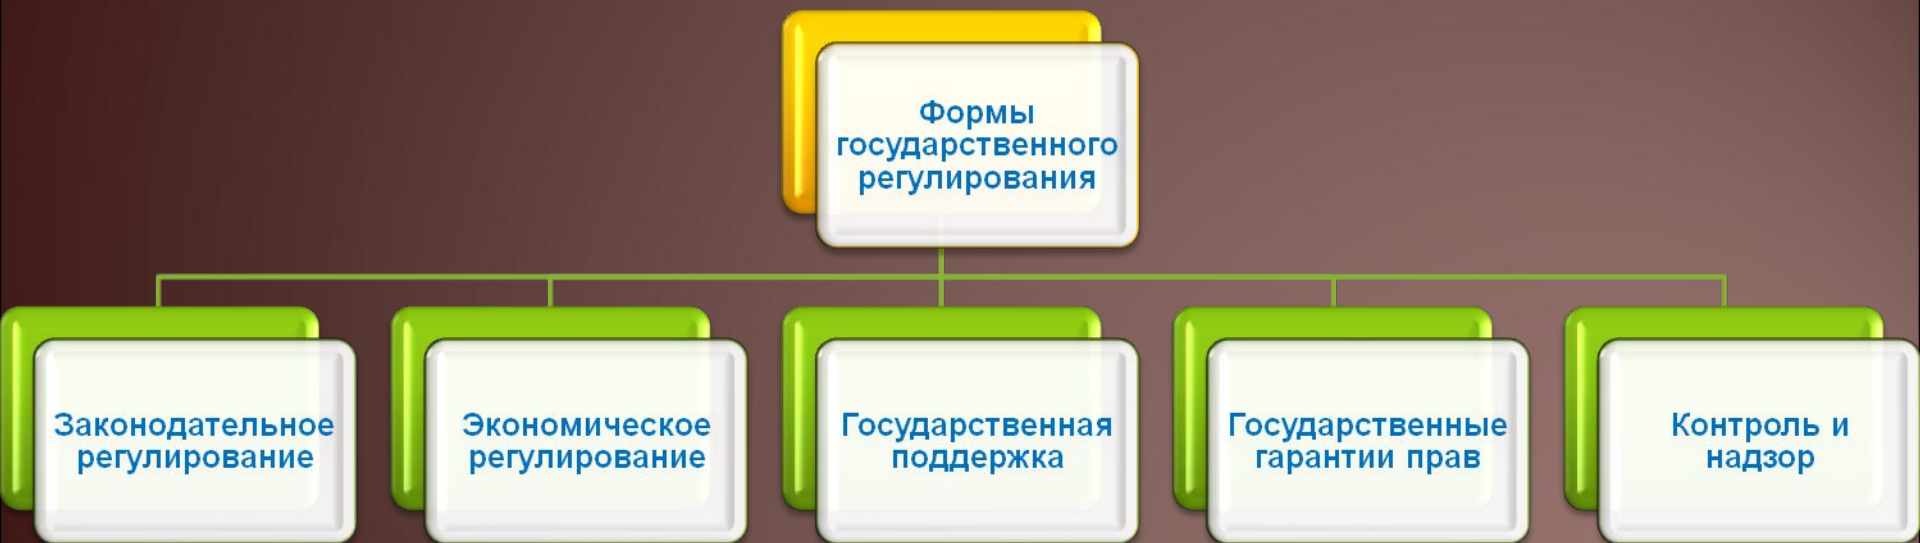 Формы
государственного
регулирования
Законодательное
регулирование
Экономическое
регулирование
Государственная
поддержка
Государственные
гарантии прав
Контроль и
надзор